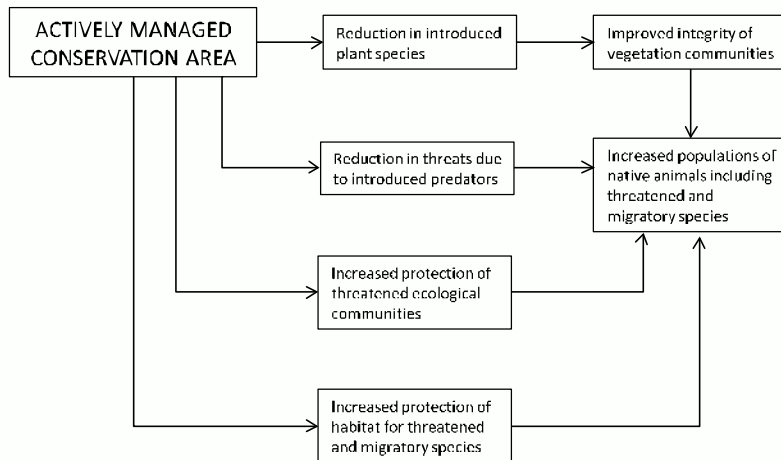 ACTIVELY MANAGED
CONSERVATION AREA
Reduction in introduced
plant species
Improved integrity of
vegetation communities
Reduction in threats due
to introduced predators
Increased populations of
native animals including
threatened and
migratory species
Increased protection of
threatened ecological
communities
Increased protection of
habitat for threatened
and migratory species